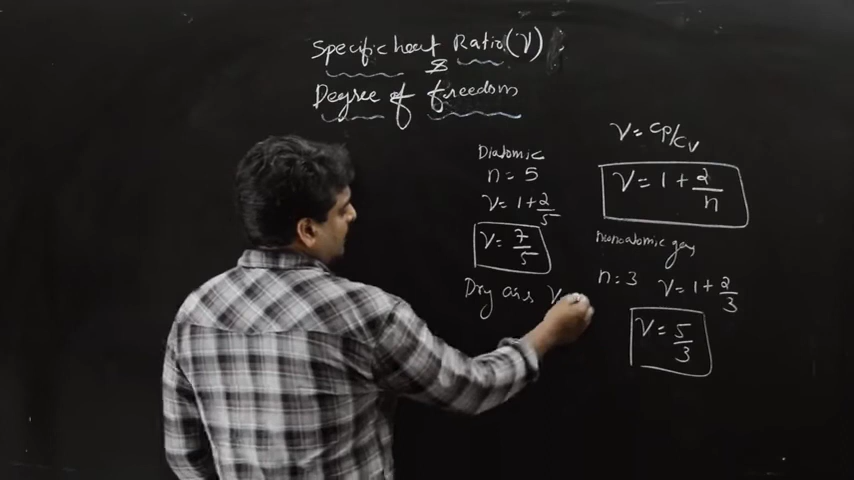 Specific heat Ratio (γ) :
&
Degree of freedom
γ = Cp/Cv
γ = 1 + 2/n
monoatomic gas
n = 3 γ = 1 + 2/3
γ = 5/3
Diatomic
n = 5
γ = 1 + 2/5
γ = 7/5
Dry air γ